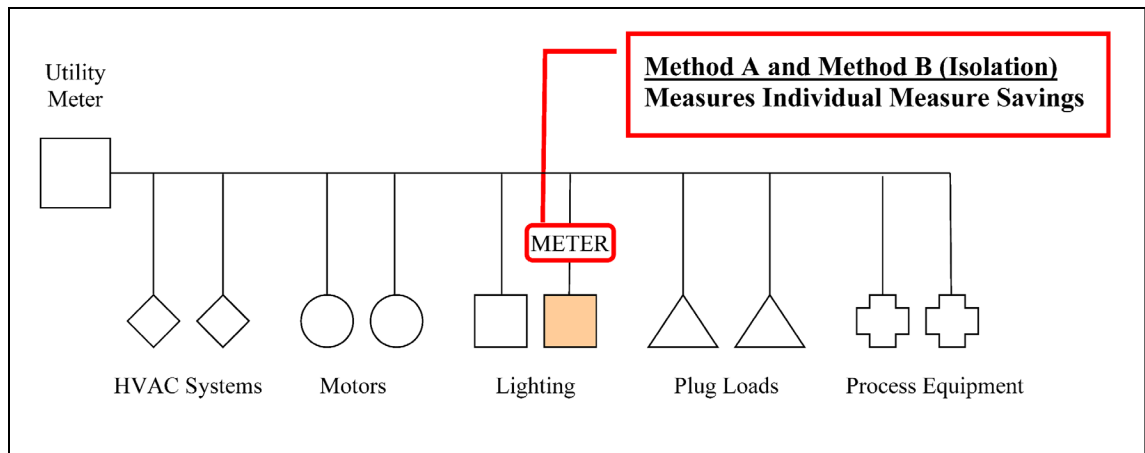 Utility
Meter
Method A and Method B (Isolation)
Measures Individual Measure Savings
METER
HVAC Systems
Motors
Lighting
Plug Loads
Process Equipment